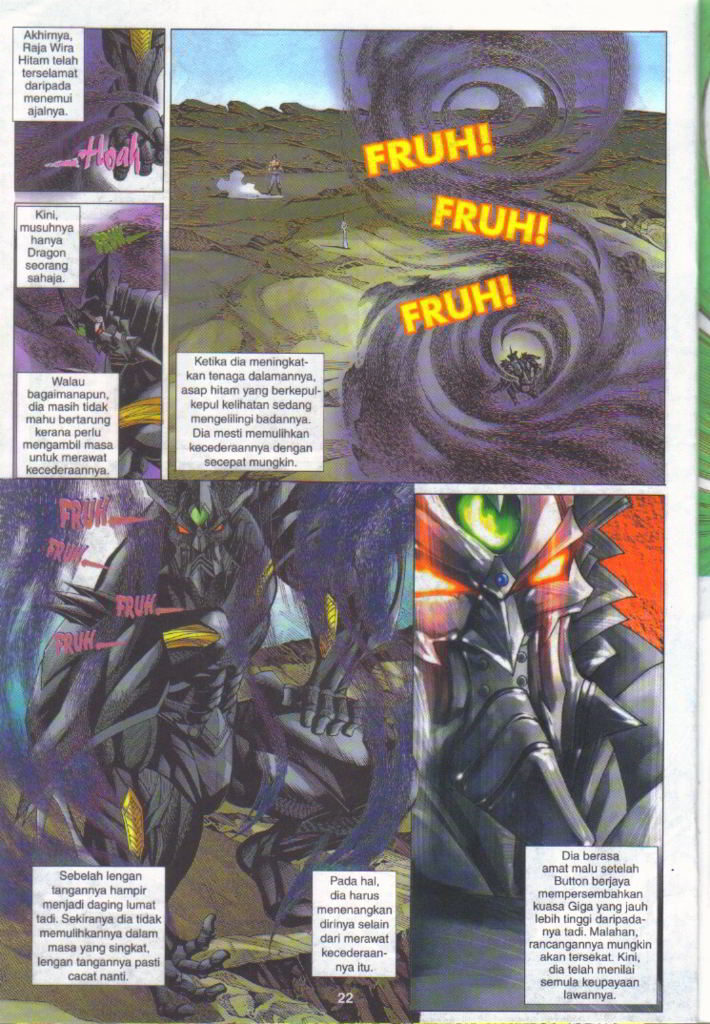 Akhirnya,
Raja Wira
Hitam telah
terselamat
daripada
menemui
ajalnya.
Hoah
Kini,
musuhnya
hanya
Dragon
seorang
sahaja.
Walau
bagaimanapun,
dia masih tidak
mahu bertarung
kerana perlu
mengambil masa
untuk merawat
kecederaannya.
FRUH!
FRUH!
FRUH!
Ketika dia meningkat-
kan tenaga dalamannya,
asap hitam yang berkepul-
kepul kelihatan sedang
mengelilingi badannya.
Dia mesti memulihkan
kecederaannya dengan
secepat mungkin.
FRUH
FRUH
FRUH
FRUH
Sebelah lengan
tangannya hampir
menjadi daging lumat
tadi. Sekiranya dia tidak
memulihkannya dalam
masa yang singkat,
lengan tangannya pasti
cacat nanti.
Pada hal,
dia harus
menenangkan
dirinya selain
dari merawat
kecederaan-
nya itu.
Dia berasa
amat malu setelah
Button berjaya
mempersembahkan
kuasa Giga yang jauh
lebih tinggi daripada-
nya tadi. Malahan,
rancangannya mungkin
akan tersekat. Kini,
dia telah menilai
semula keupayaan
lawannya.
22